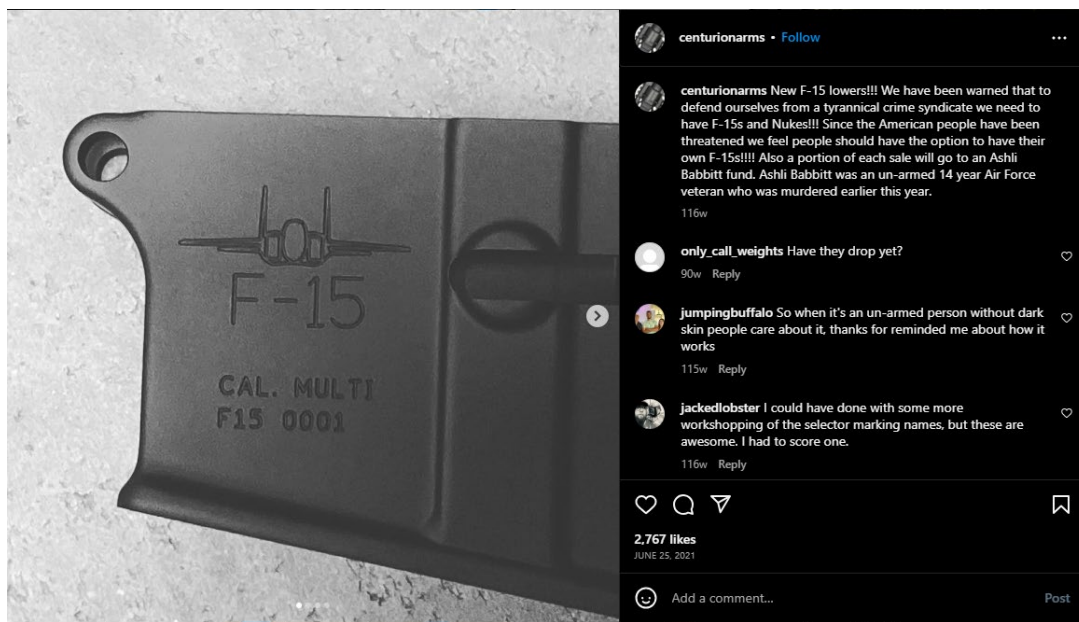 F-15
CAL. MULTI
F15 0001
centurionarms • Follow
centurionarms New F-15 lowers!!! We have been warned that to
defend ourselves from a tyrannical crime syndicate we need to
have F-15s and Nukes!!! Since the American people have been
threatened we feel people should have the option to have their
own F-15s!!!! Also a portion of each sale will go to an Ashli
Babbitt fund. Ashli Babbitt was an un-armed 14 year Air Force
veteran who was murdered earlier this year.
116w
only_call_weights Have they drop yet?
90w Reply
jumpingbuffalo So when it's an un-armed person without dark
skin people care about it, thanks for reminded me about how it
works
115w Reply
jackedlobster I could have done with some more
workshopping of the selector marking names, but these are
awesome. I had to score one.
116w Reply
2,767 likes
JUNE 25, 2021
Add a comment...
Post